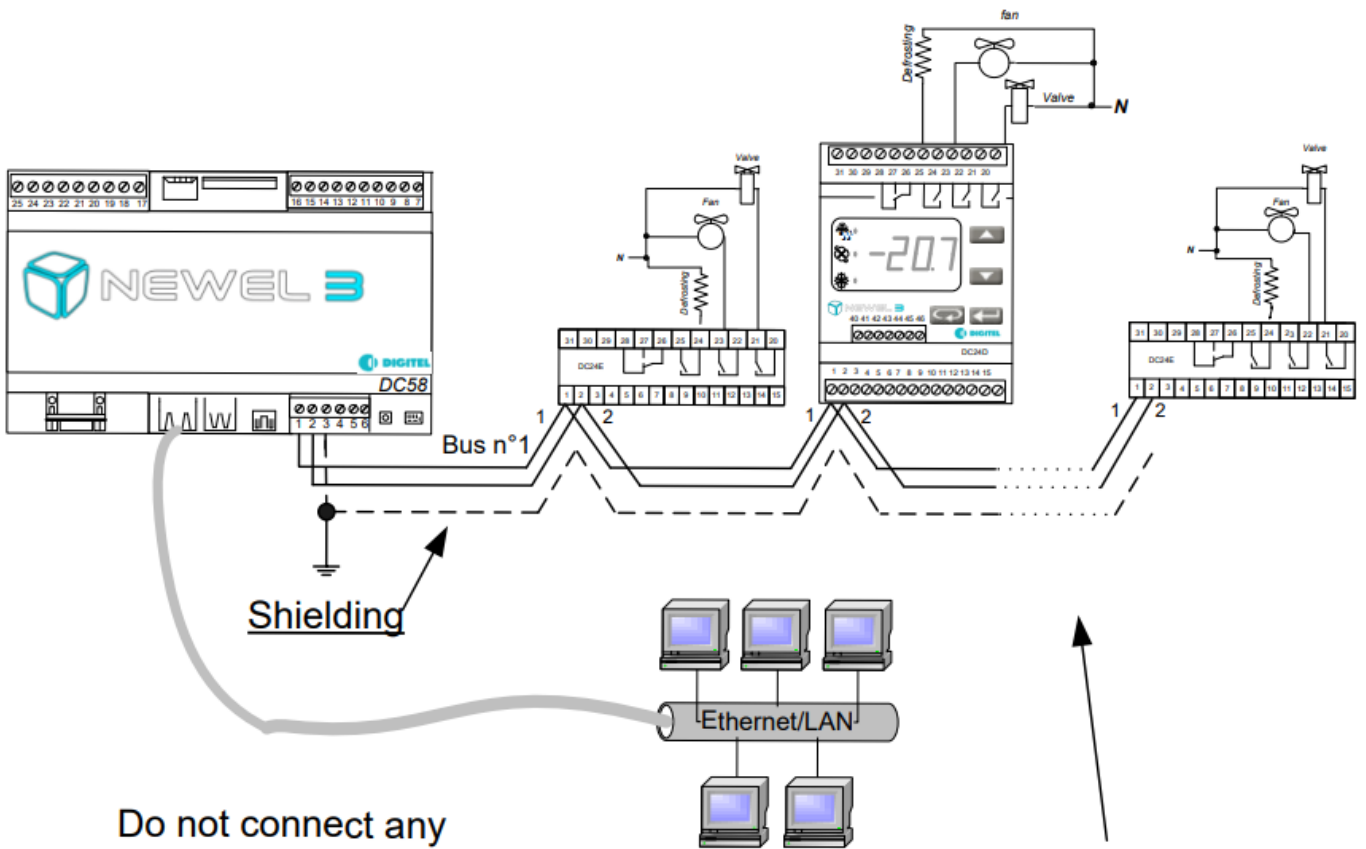 fan
Defrosting
Valve
N
31 30 29 28 27 26 25 24 23 22 21 20
25 24 23 22 21 20 19 18 17
16 15 14 13 12 11 10 9 8 7
NEWEL 3
DIGITEL
DC58
1 2 3 4 5 6
Valve
Fan
N
Defrosting
31 30 29 28 27 26 25 24 23 22 21 20
DC24E
1 2 3 4 5 6 7 8 9 10 11 12 13 14 15
1 2
-20.7
NEWEL 3
40 41 42 43 44 45 46
DIGITEL
DC24D
1 2 3 4 5 6 7 8 9 10 11 12 13 14 15
1 2
Valve
Fan
N
Defrosting
31 30 29 28 27 26 25 24 23 22 21 20
DC24E
1 2 3 4 5 6 7 8 9 10 11 12 13 14 15
1 2
Bus n°1
Shielding
Ethernet/LAN
Do not connect any